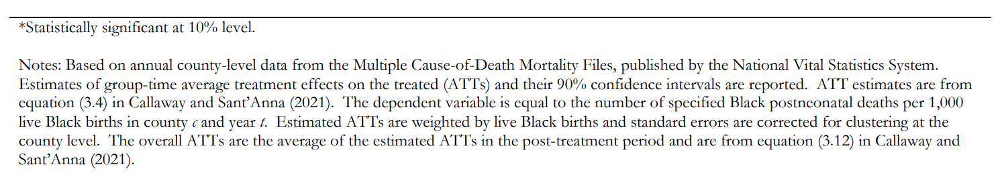 *Statistically significant at 10% level.
Notes: Based on annual county-level data from the Multiple Cause-of-Death Mortality Files, published by the National Vital Statistics System.
Estimates of group-time average treatment effects on the treated (ATTs) and their 90% confidence intervals are reported.  ATT estimates are from
equation (3.4) in Callaway and Sant’Anna (2021).  The dependent variable is equal to the number of specified Black postneonatal deaths per 1,000
live Black births in county c and year t.  Estimated ATTs are weighted by live Black births and standard errors are corrected for clustering at the
county level.  The overall ATTs are the average of the estimated ATTs in the post-treatment period and are from equation (3.12) in Callaway and
Sant’Anna (2021).